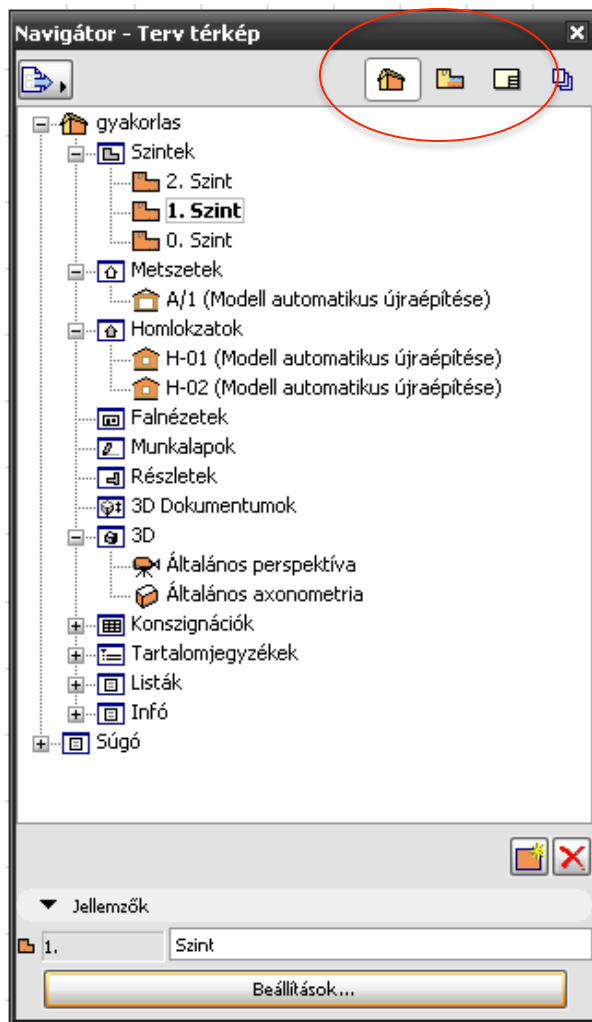 Navigátor - Terv térkép
gyakorlas
Szintek
2. Szint
1. Szint
0. Szint
Metszetek
A/1 (Modell automatikus újraépítése)
Homlokzatok
H-01 (Modell automatikus újraépítése)
H-02 (Modell automatikus újraépítése)
Falnézetek
Munkalapok
Részletek
3D Dokumentumok
3D
Általános perspektíva
Általános axonometria
Konszignációk
Tartalomjegyzékek
Listák
Infó
Súgó
Jellemzők
1. Szint
Beállítások...